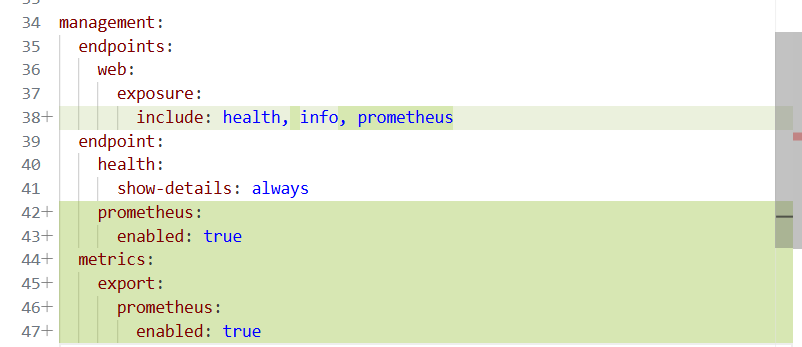 34 management:
35 endpoints:
36 web:
37 exposure:
38+ include: health, info, prometheus
39 endpoint:
40 health:
41 show-details: always
42+ prometheus:
43+ enabled: true
44+ metrics:
45+ export:
46+ prometheus:
47+ enabled: true